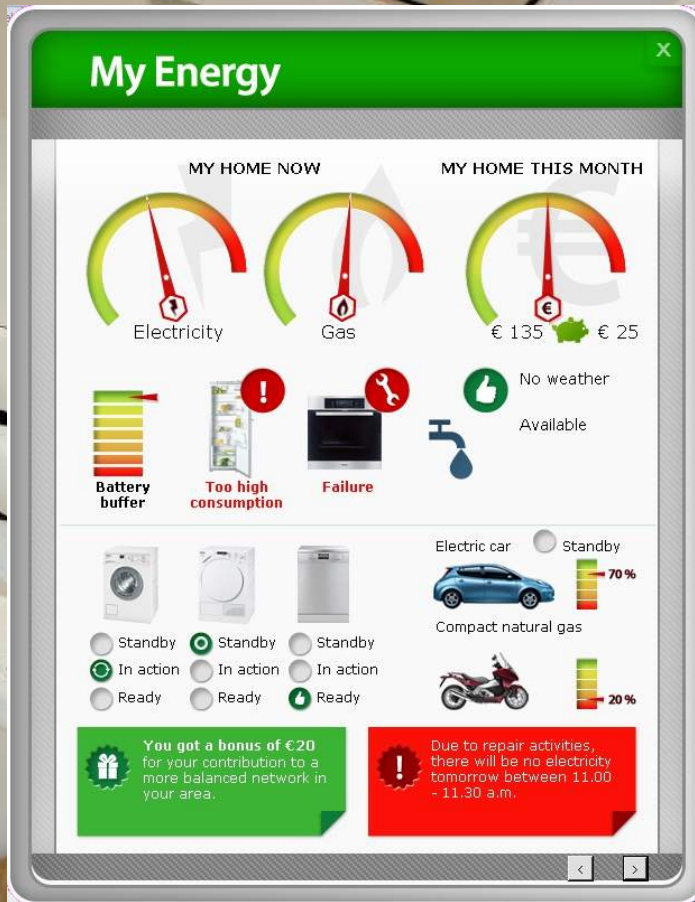 My Energy
X
MY HOME NOW
MY HOME THIS MONTH
Electricity
Gas
€
€ 135
€ 25
!
No weather
Available
Battery
buffer
Too high
consumption
Failure
Electric car
Standby
70 %
Compact natural gas
20 %
Standby
Standby
Standby
In action
In action
In action
Ready
Ready
Ready
You got a bonus of €20
for your contribution to a
more balanced network in
your area.
!
Due to repair activities,
there will be no electricity
tomorrow between 11.00
- 11.30 a.m.
<
>